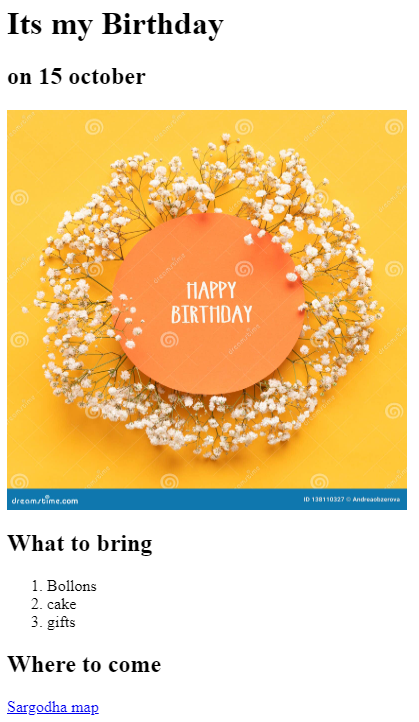 Its my Birthday
on 15 october
HAPPY
BIRTHDAY
dreamstime.com
ID 138110327 © Andreaobzerova
What to bring
1. Bollons
2. cake
3. gifts
Where to come
Sargodha map